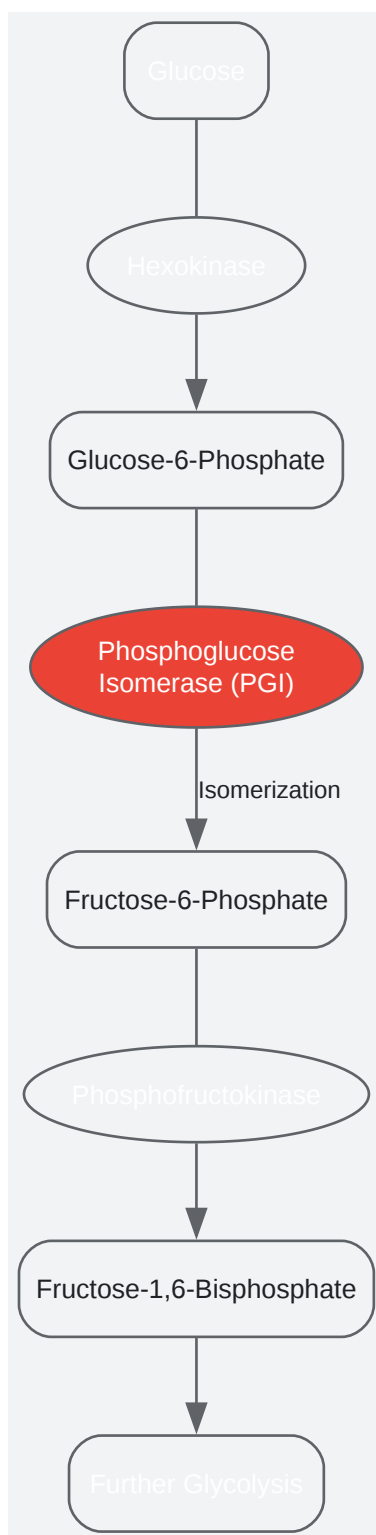 Glucose
Hexokinase
Glucose-6-Phosphate
Phosphoglucose
Isomerase (PGI)
Isomerization
Fructose-6-Phosphate
Phosphofructokinase
Fructose-1,6-Bisphosphate
Further Glycolysis